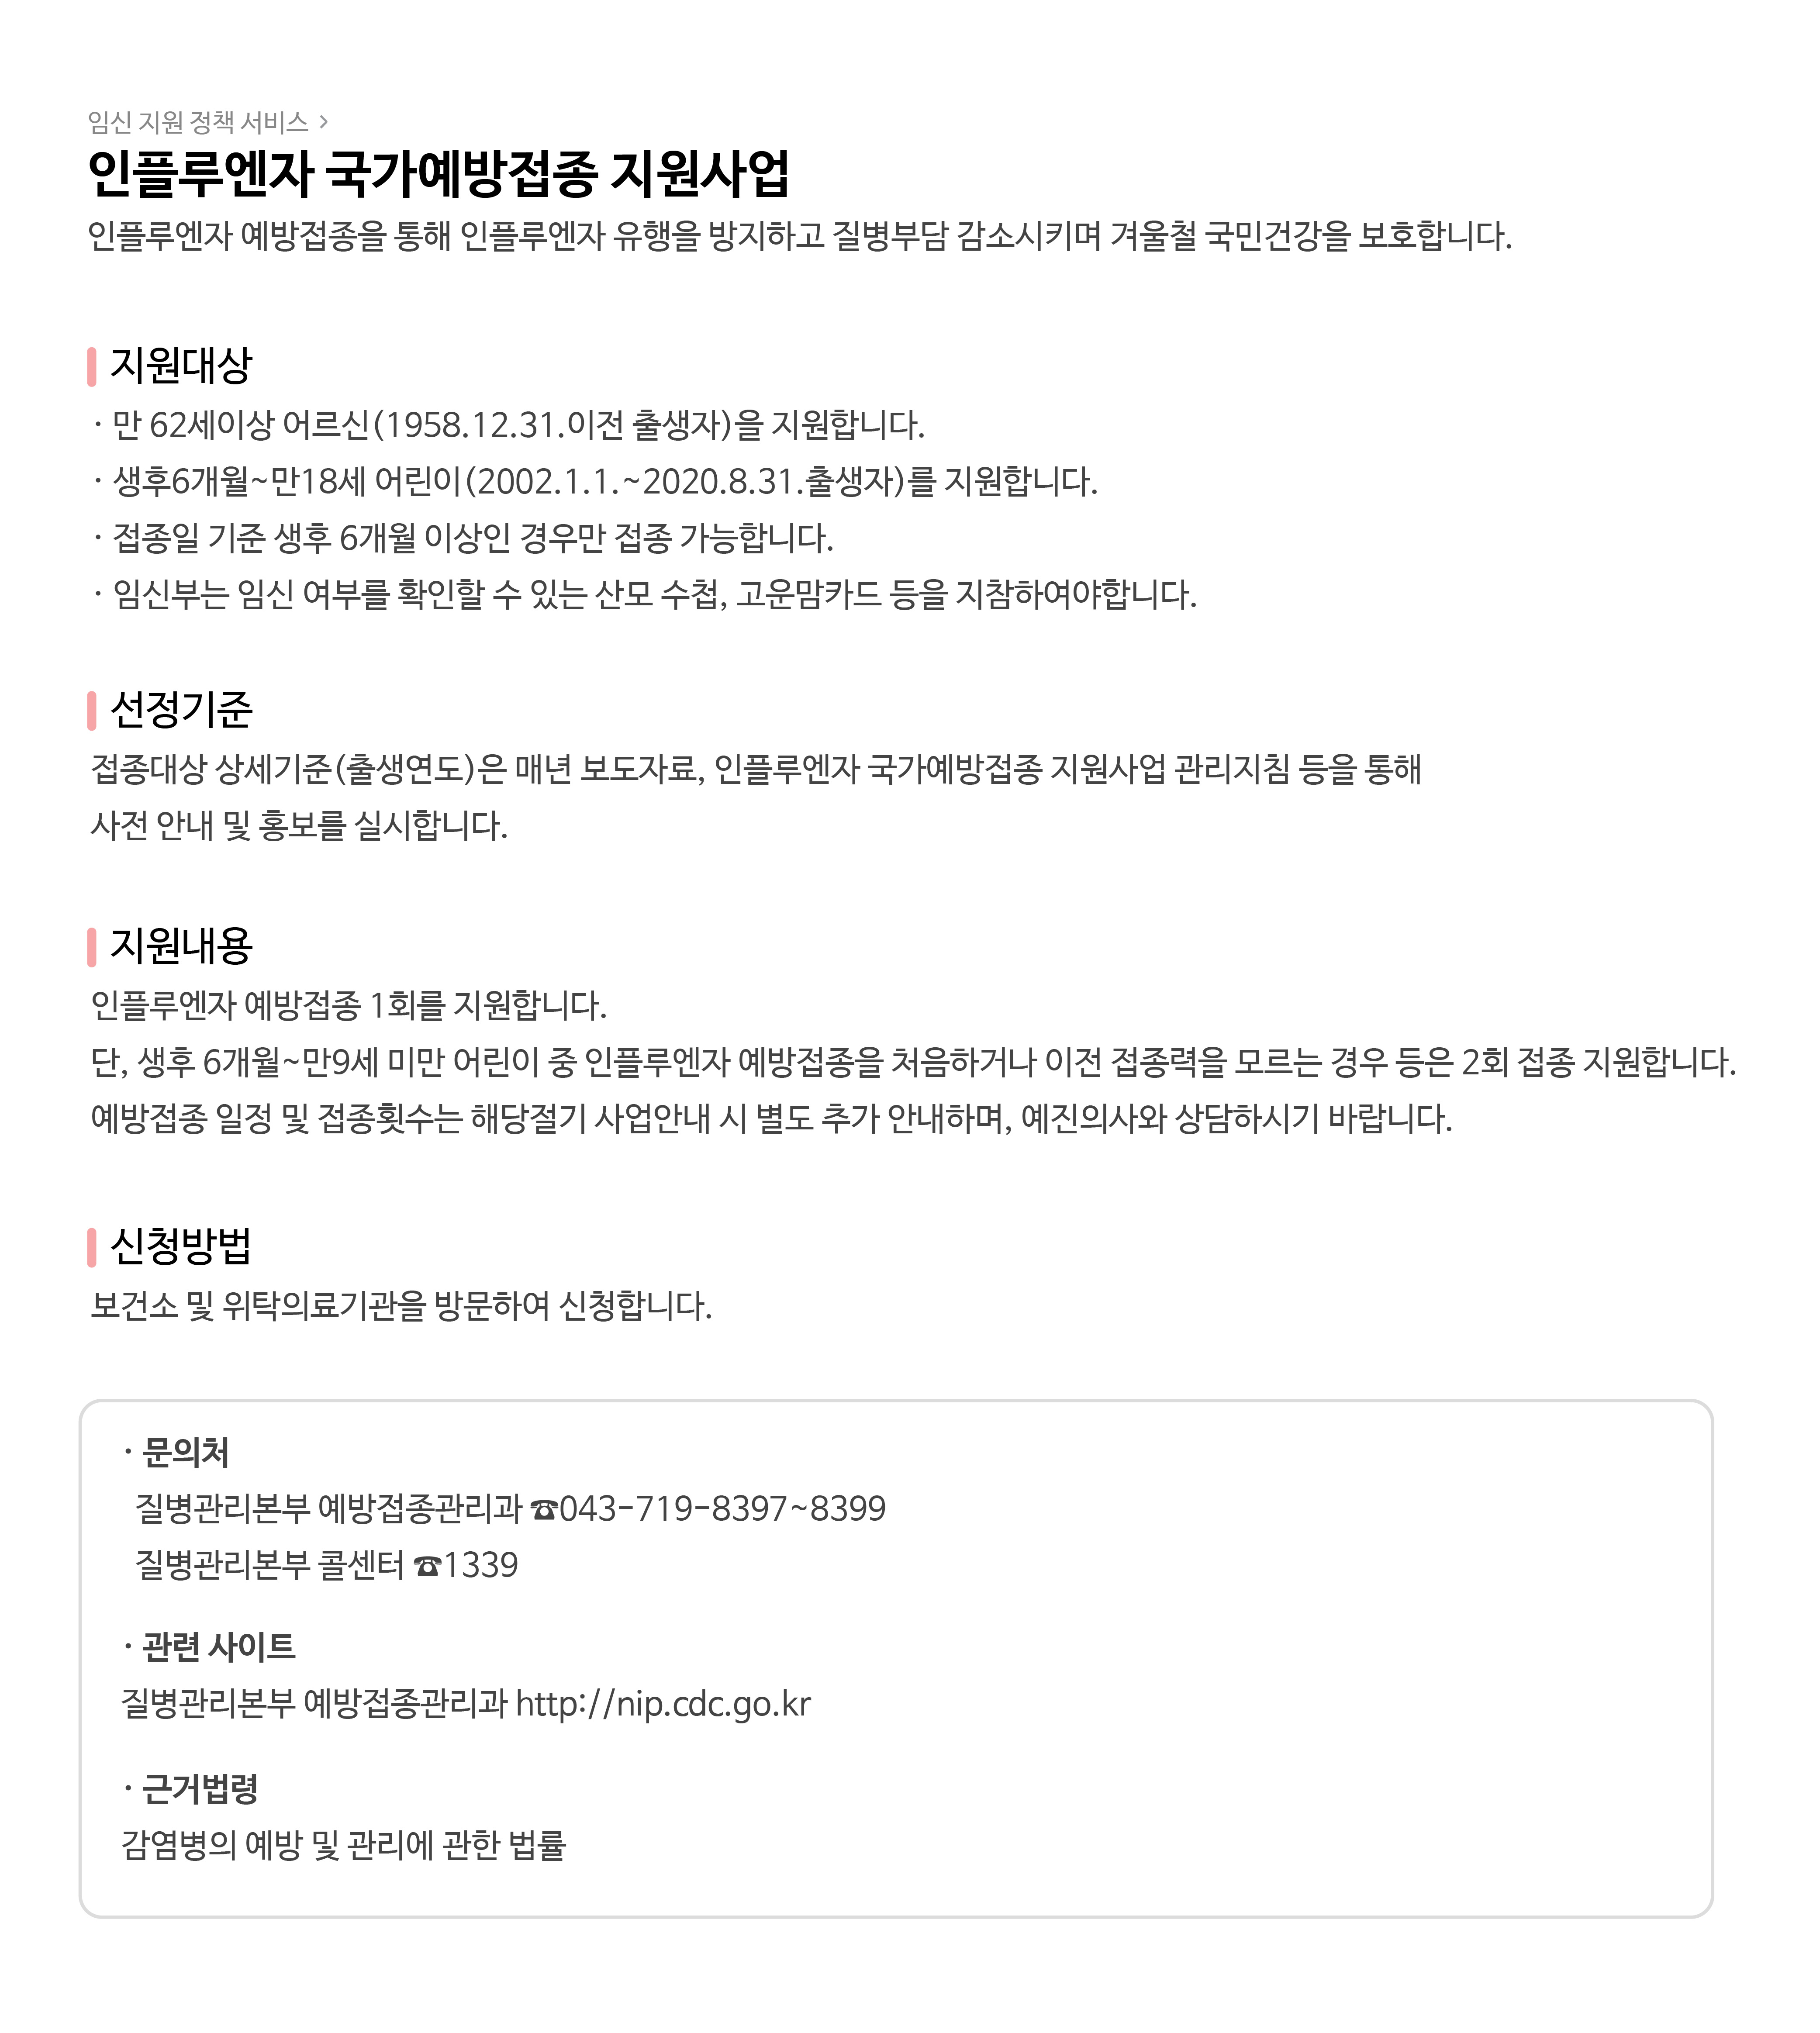 임신 지원 정책 서비스 >
인플루엔자 국가예방접종 지원사업
인플루엔자 예방접종을 통해 인플루엔자 유행을 방지하고 질병부담 감소시키며 겨울철 국민건강을 보호합니다.
지원대상
· 만 62세이상 어르신(1958.12.31.이전 출생자)을 지원합니다.
· 생후6개월~만18세 어린이(2002.1.1.~2020.8.31.출생자)를 지원합니다.
· 접종일 기준 생후 6개월 이상인 경우만 접종 가능합니다.
· 임신부는 임신 여부를 확인할 수 있는 산모 수첩, 고운맘카드 등을 지참하여야합니다.
선정기준
접종대상 상세기준(출생연도)은 매년 보도자료, 인플루엔자 국가예방접종 지원사업 관리지침 등을 통해
사전 안내 및 홍보를 실시합니다.
지원내용
인플루엔자 예방접종 1회를 지원합니다.
단, 생후 6개월~만9세 미만 어린이 중 인플루엔자 예방접종을 처음하거나 이전 접종력을 모르는 경우 등은 2회 접종 지원합니다.
예방접종 일정 및 접종횟수는 해당절기 사업안내 시 별도 추가 안내하며, 예진의사와 상담하시기 바랍니다.
신청방법
보건소 및 위탁의료기관을 방문하여 신청합니다.
· 문의처
질병관리본부 예방접종관리과 ☎043-719-8397~8399
질병관리본부 콜센터 ☎1339
· 관련 사이트
질병관리본부 예방접종관리과 http://nip.cdc.go.kr
· 근거법령
감염병의 예방 및 관리에 관한 법률